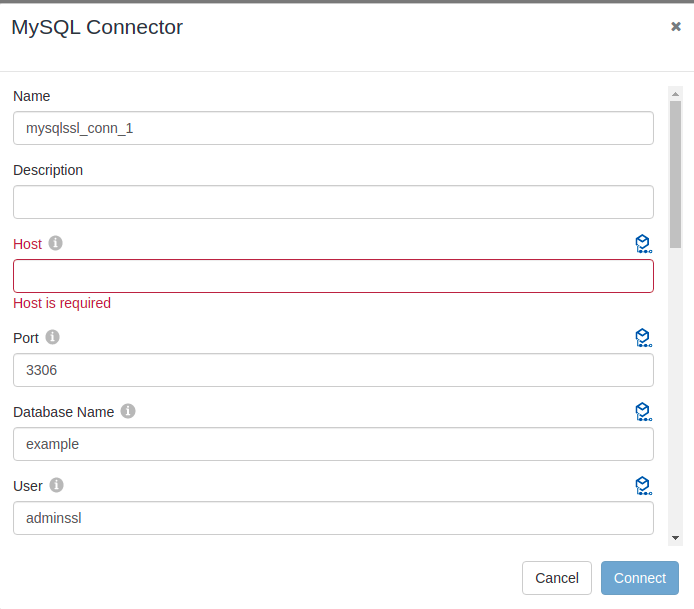 MySQL Connector
Name
mysqlssl_conn_1
Description
Host
Host is required
Port
3306
Database Name
example
User
adminssl
Cancel
Connect